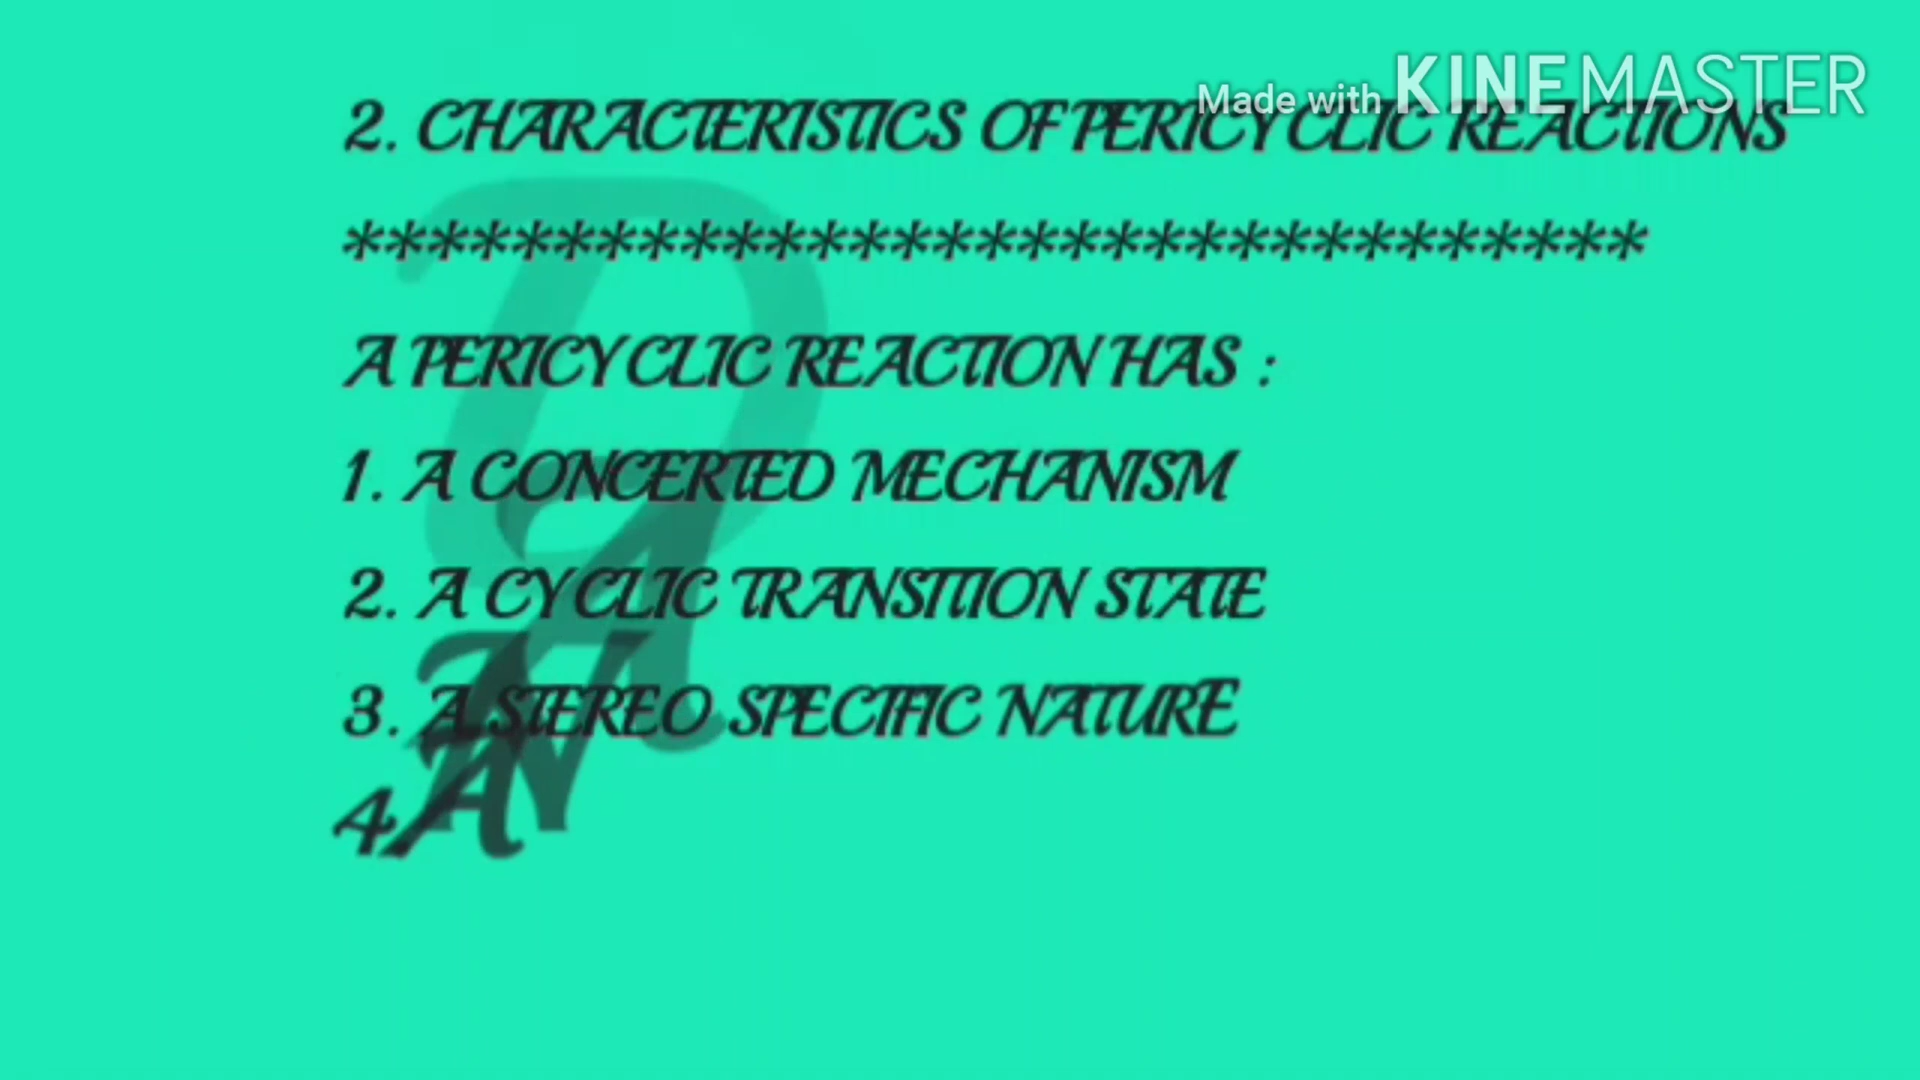 Made with KINEMASTER
2. CHARACTERISTICS OF PERICYCLIC REACTIONS
*******************************
A PERICYCLIC REACTION HAS :
1. A CONCERTED MECHANISM
2. A CYCLIC TRANSITION STATE
3. A STEREO SPECIFIC NATURE
4